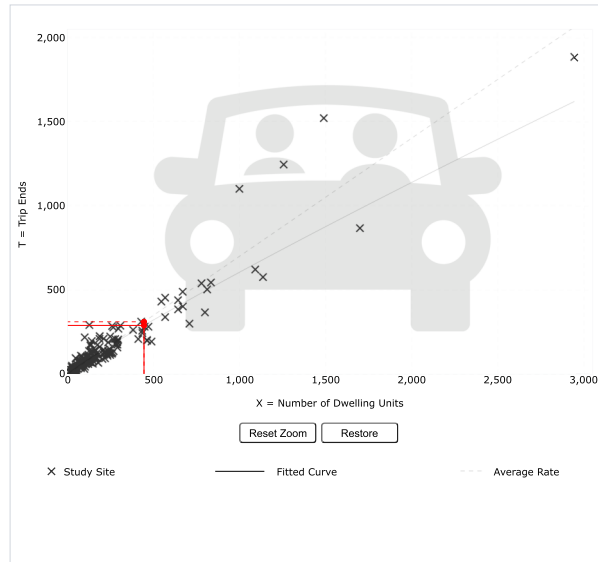 2,000
1,500
1,000
500
0
T = Trip Ends
0 500 1,000 1,500 2,000 2,500 3,000
X = Number of Dwelling Units
Reset Zoom Restore
Study Site Fitted Curve Average Rate